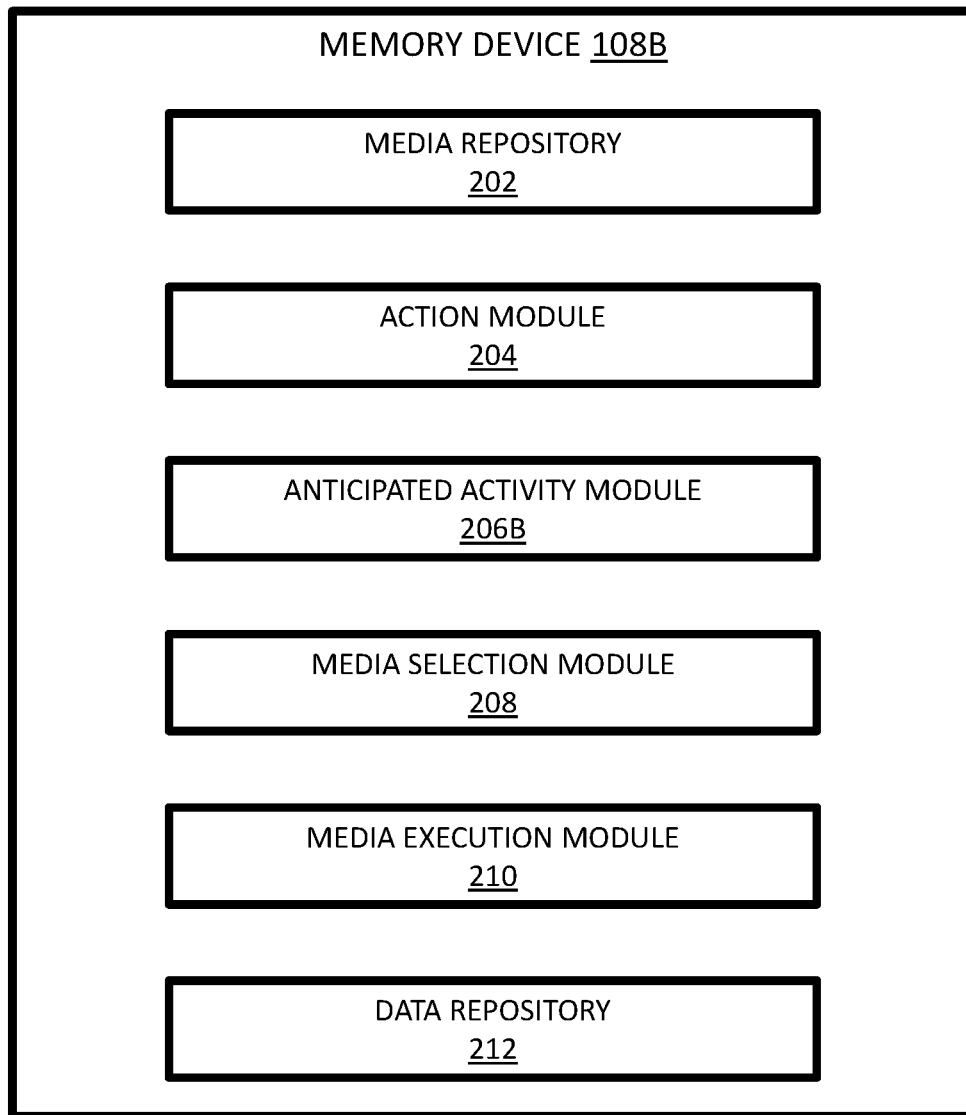 MEMORY DEVICE 108B
MEDIA REPOSITORY
202
ACTION MODULE
204
ANTICIPATED ACTIVITY MODULE
206B
MEDIA SELECTION MODULE
208
MEDIA EXECUTION MODULE
210
DATA REPOSITORY
212